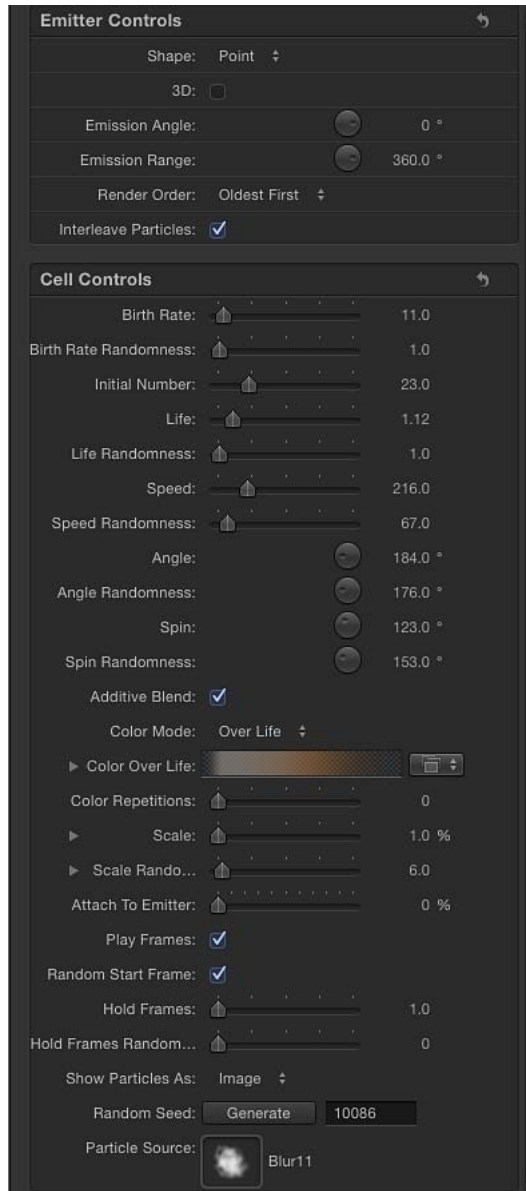 Emitter Controls
Shape: Point
3D:
Emission Angle: 0 °
Emission Range: 360.0 °
Render Order: Oldest First
Interleave Particles:
Cell Controls
Birth Rate: 11.0
Birth Rate Randomness: 1.0
Initial Number: 23.0
Life: 1.12
Life Randomness: 1.0
Speed: 216.0
Speed Randomness: 67.0
Angle: 184.0 °
Angle Randomness: 176.0 °
Spin: 123.0 °
Spin Randomness: 153.0 °
Additive Blend:
Color Mode: Over Life
Color Over Life:
Color Repetitions: 0
Scale: 1.0 %
Scale Rando... 6.0
Attach To Emitter: 0 %
Play Frames:
Random Start Frame:
Hold Frames: 1.0
Hold Frames Random... 0
Show Particles As: Image
Random Seed: Generate 10086
Particle Source: Blur11